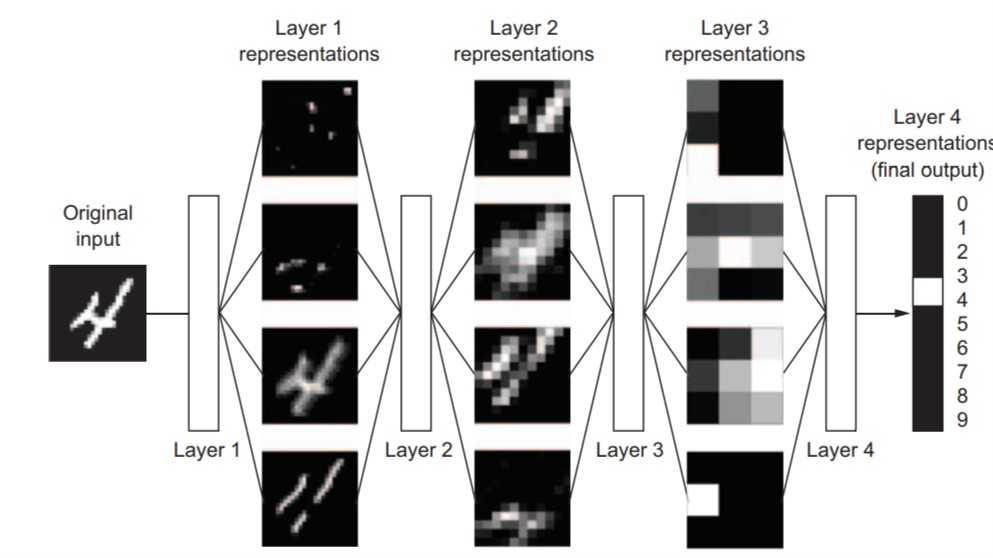 Layer 1
representations
Layer 2
representations
Layer 3
representations
Layer 4
representations
(final output)
Original
input
0
1
2
3
4
5
6
7
8
9
Layer 1
Layer 2
Layer 3
Layer 4